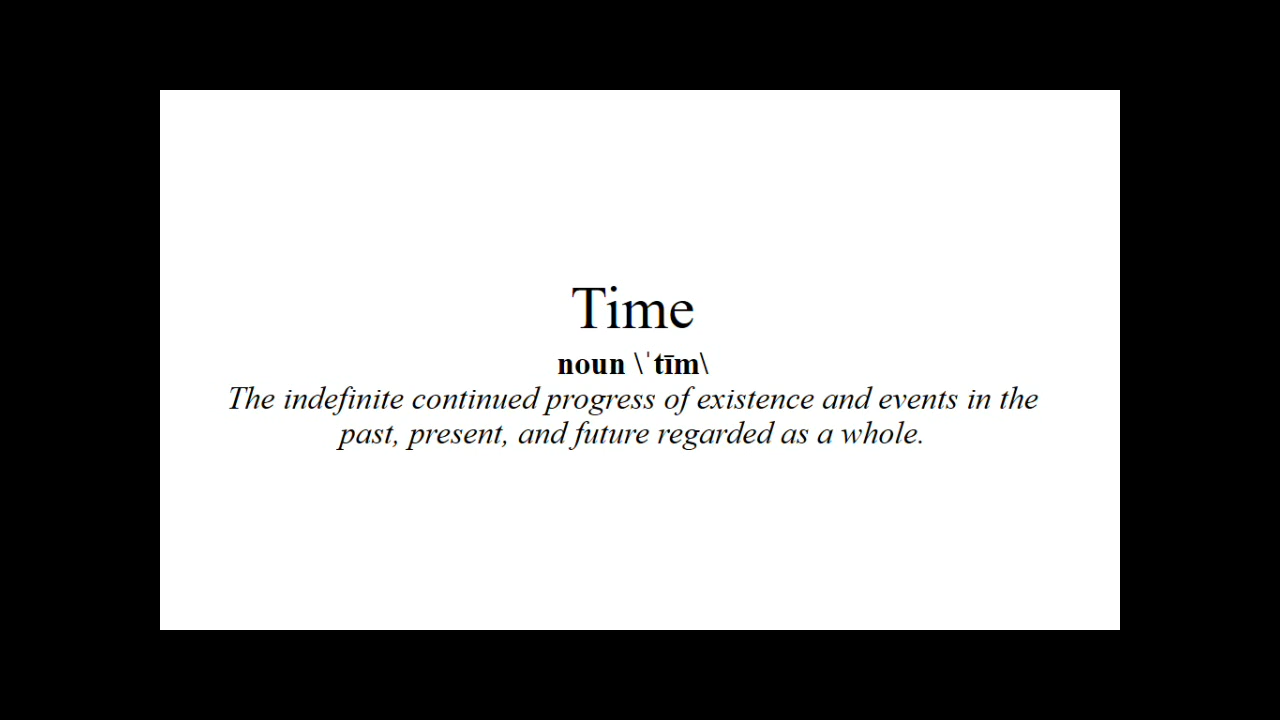 Time
noun \ˈtīm\
The indefinite continued progress of existence and events in the
past, present, and future regarded as a whole.